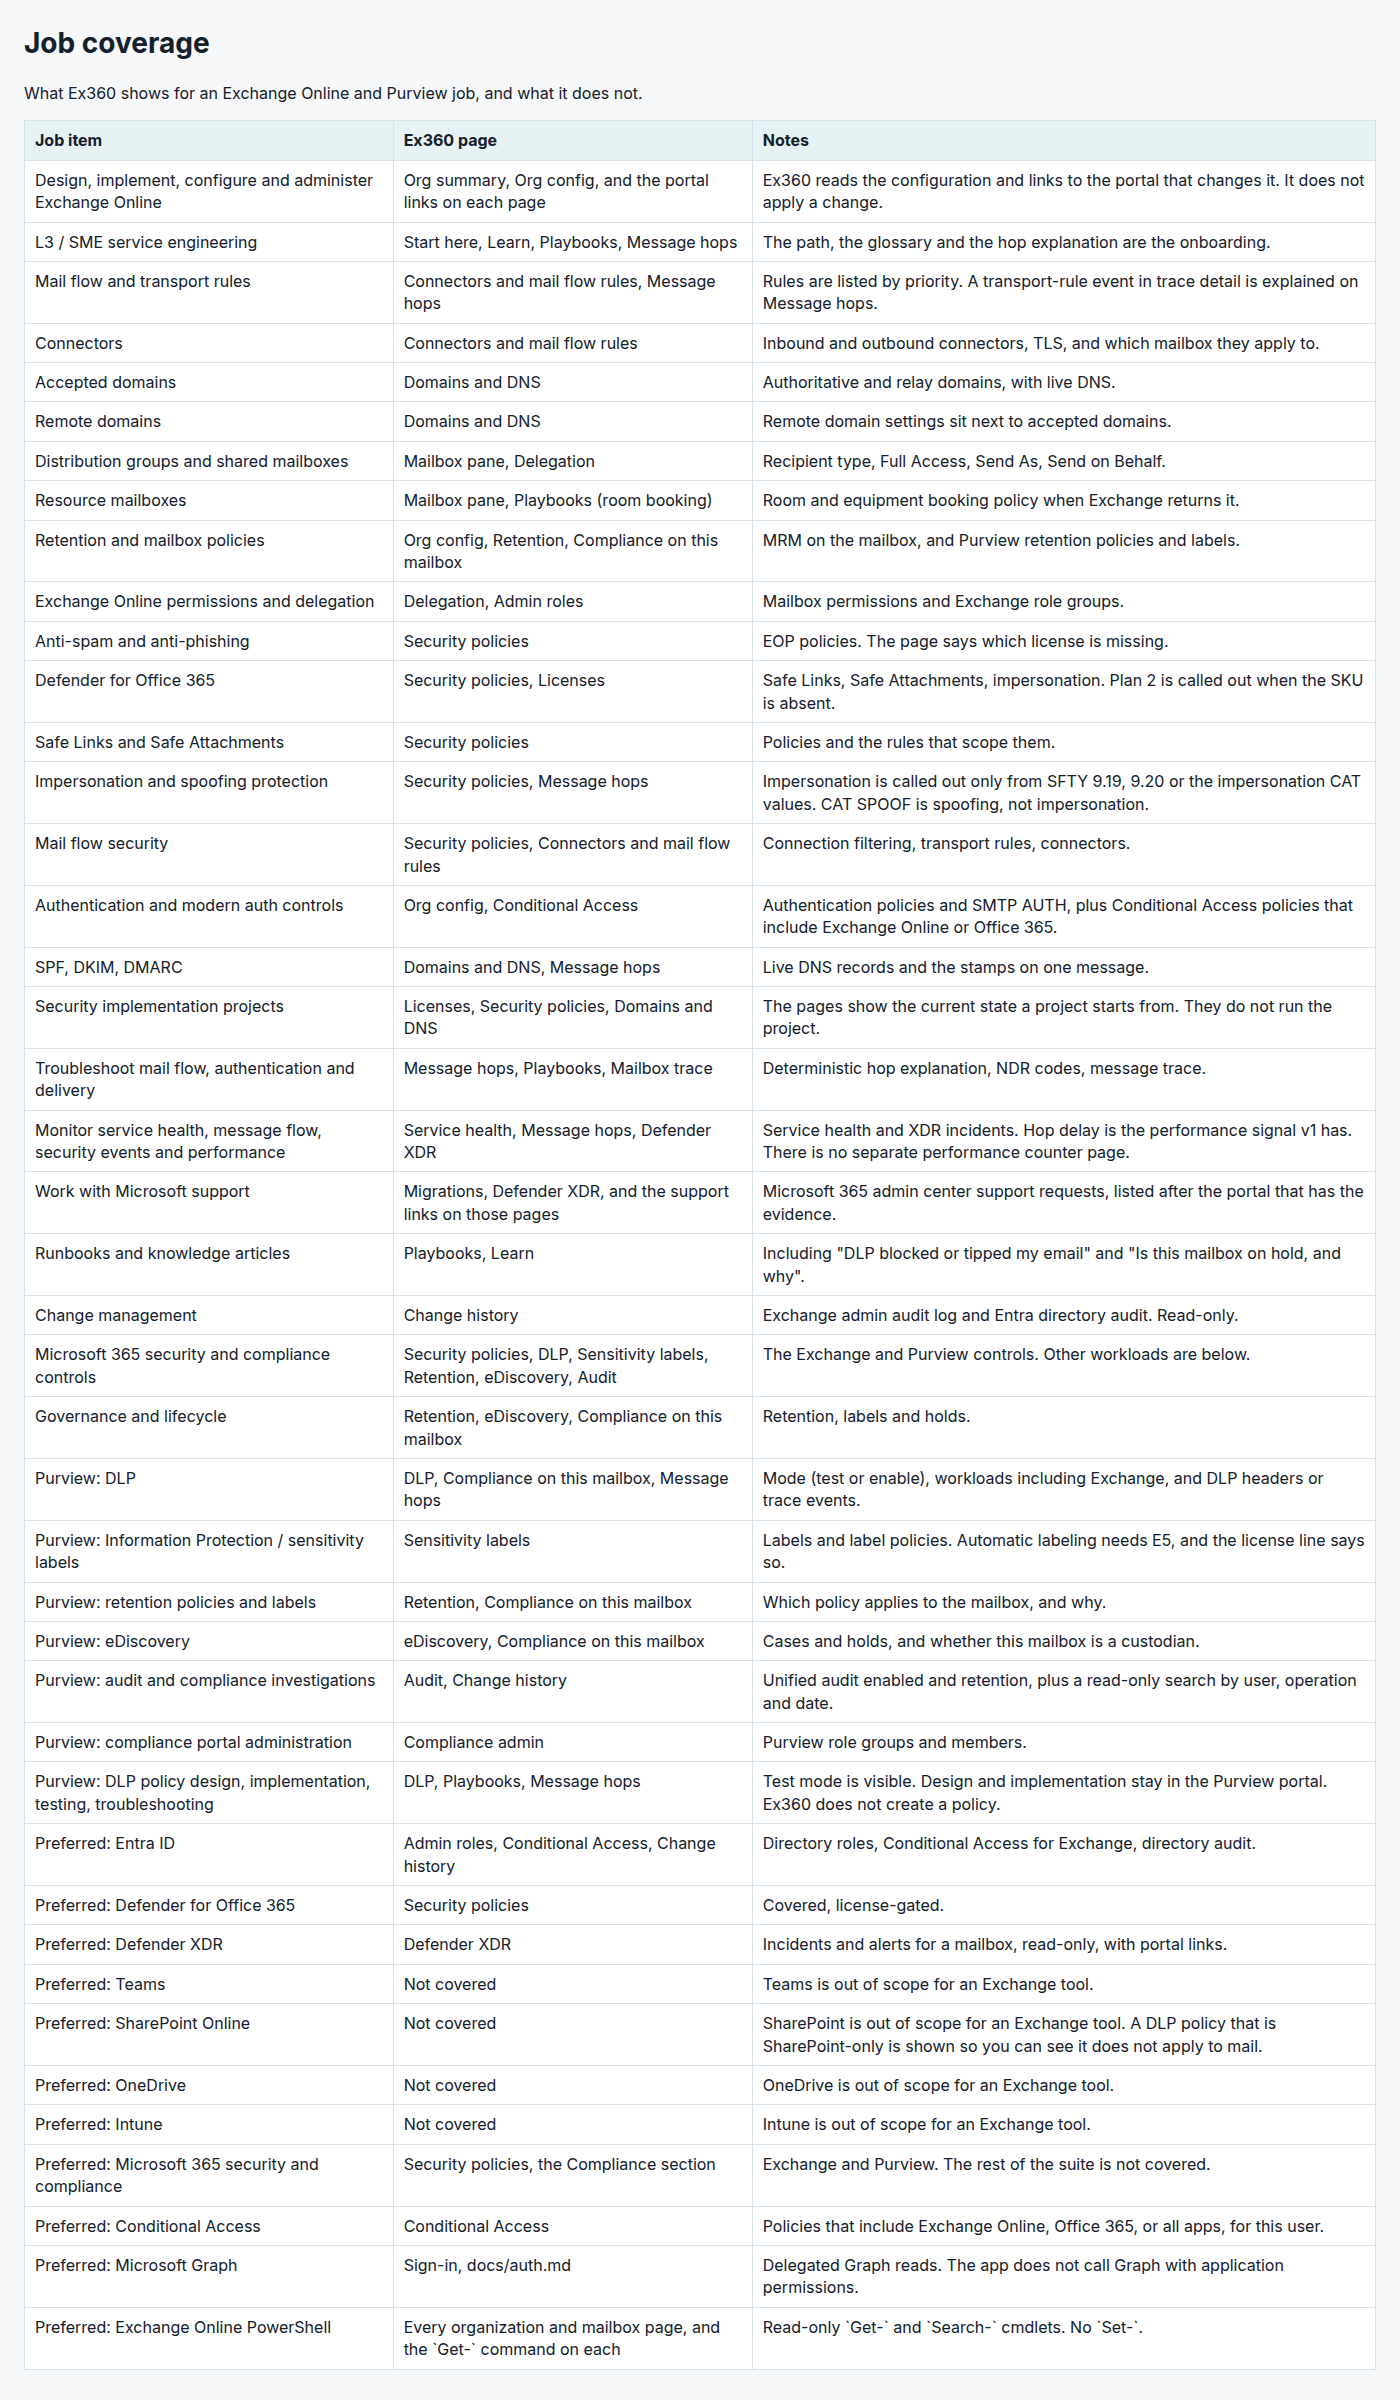 Job coverage
What Ex360 shows for an Exchange Online and Purview job, and what it does not.
Job item
Ex360 page
Notes
Design, implement, configure and administer
Exchange Online
Org summary, Org config, and the portal
links on each page
Ex360 reads the configuration and links to the portal that changes it. It does not
apply a change.
L3 / SME service engineering
Start here, Learn, Playbooks, Message hops
The path, the glossary and the hop explanation are the onboarding.
Mail flow and transport rules
Connectors and mail flow rules, Message
hops
Rules are listed by priority. A transport-rule event in trace detail is explained on
Message hops.
Connectors
Connectors and mail flow rules
Inbound and outbound connectors, TLS, and which mailbox they apply to.
Accepted domains
Domains and DNS
Authoritative and relay domains, with live DNS.
Remote domains
Domains and DNS
Remote domain settings sit next to accepted domains.
Distribution groups and shared mailboxes
Mailbox pane, Delegation
Recipient type, Full Access, Send As, Send on Behalf.
Resource mailboxes
Mailbox pane, Playbooks (room booking)
Room and equipment booking policy when Exchange returns it.
Retention and mailbox policies
Org config, Retention, Compliance on this
mailbox
MRM on the mailbox, and Purview retention policies and labels.
Exchange Online permissions and delegation
Delegation, Admin roles
Mailbox permissions and Exchange role groups.
Anti-spam and anti-phishing
Security policies
EOP policies. The page says which license is missing.
Defender for Office 365
Security policies, Licenses
Safe Links, Safe Attachments, impersonation. Plan 2 is called out when the SKU
is absent.
Safe Links and Safe Attachments
Security policies
Policies and the rules that scope them.
Impersonation and spoofing protection
Security policies, Message hops
Impersonation is called out only from SFTY 9.19, 9.20 or the impersonation CAT
values. CAT SPOOF is spoofing, not impersonation.
Mail flow security
Security policies, Connectors and mail flow
rules
Connection filtering, transport rules, connectors.
Authentication and modern auth controls
Org config, Conditional Access
Authentication policies and SMTP AUTH, plus Conditional Access policies that
include Exchange Online or Office 365.
SPF, DKIM, DMARC
Domains and DNS, Message hops
Live DNS records and the stamps on one message.
Security implementation projects
Licenses, Security policies, Domains and
DNS
The pages show the current state a project starts from. They do not run the
project.
Troubleshoot mail flow, authentication and
delivery
Message hops, Playbooks, Mailbox trace
Deterministic hop explanation, NDR codes, message trace.
Monitor service health, message flow,
security events and performance
Service health, Message hops, Defender
XDR
Service health and XDR incidents. Hop delay is the performance signal v1 has.
There is no separate performance counter page.
Work with Microsoft support
Migrations, Defender XDR, and the support
links on those pages
Microsoft 365 admin center support requests, listed after the portal that has the
evidence.
Runbooks and knowledge articles
Playbooks, Learn
Including "DLP blocked or tipped my email" and "Is this mailbox on hold, and
why".
Change management
Change history
Exchange admin audit log and Entra directory audit. Read-only.
Microsoft 365 security and compliance
controls
Security policies, DLP, Sensitivity labels,
Retention, eDiscovery, Audit
The Exchange and Purview controls. Other workloads are below.
Governance and lifecycle
Retention, eDiscovery, Compliance on this
mailbox
Retention, labels and holds.
Purview: DLP
DLP, Compliance on this mailbox, Message
hops
Mode (test or enable), workloads including Exchange, and DLP headers or
trace events.
Purview: Information Protection / sensitivity
labels
Sensitivity labels
Labels and label policies. Automatic labeling needs E5, and the license line says
so.
Purview: retention policies and labels
Retention, Compliance on this mailbox
Which policy applies to the mailbox, and why.
Purview: eDiscovery
eDiscovery, Compliance on this mailbox
Cases and holds, and whether this mailbox is a custodian.
Purview: audit and compliance investigations
Audit, Change history
Unified audit enabled and retention, plus a read-only search by user, operation
and date.
Purview: compliance portal administration
Compliance admin
Purview role groups and members.
Purview: DLP policy design, implementation,
testing, troubleshooting
DLP, Playbooks, Message hops
Test mode is visible. Design and implementation stay in the Purview portal.
Ex360 does not create a policy.
Preferred: Entra ID
Admin roles, Conditional Access, Change
history
Directory roles, Conditional Access for Exchange, directory audit.
Preferred: Defender for Office 365
Security policies
Covered, license-gated.
Preferred: Defender XDR
Defender XDR
Incidents and alerts for a mailbox, read-only, with portal links.
Preferred: Teams
Not covered
Teams is out of scope for an Exchange tool.
Preferred: SharePoint Online
Not covered
SharePoint is out of scope for an Exchange tool. A DLP policy that is
SharePoint-only is shown so you can see it does not apply to mail.
Preferred: OneDrive
Not covered
OneDrive is out of scope for an Exchange tool.
Preferred: Intune
Not covered
Intune is out of scope for an Exchange tool.
Preferred: Microsoft 365 security and
compliance
Security policies, the Compliance section
Exchange and Purview. The rest of the suite is not covered.
Preferred: Conditional Access
Conditional Access
Policies that include Exchange Online, Office 365, or all apps, for this user.
Preferred: Microsoft Graph
Sign-in, docs/auth.md
Delegated Graph reads. The app does not call Graph with application
permissions.
Preferred: Exchange Online PowerShell
Every organization and mailbox page, and
the `Get-` command on each
Read-only `Get-` and `Search-` cmdlets. No `Set-`.